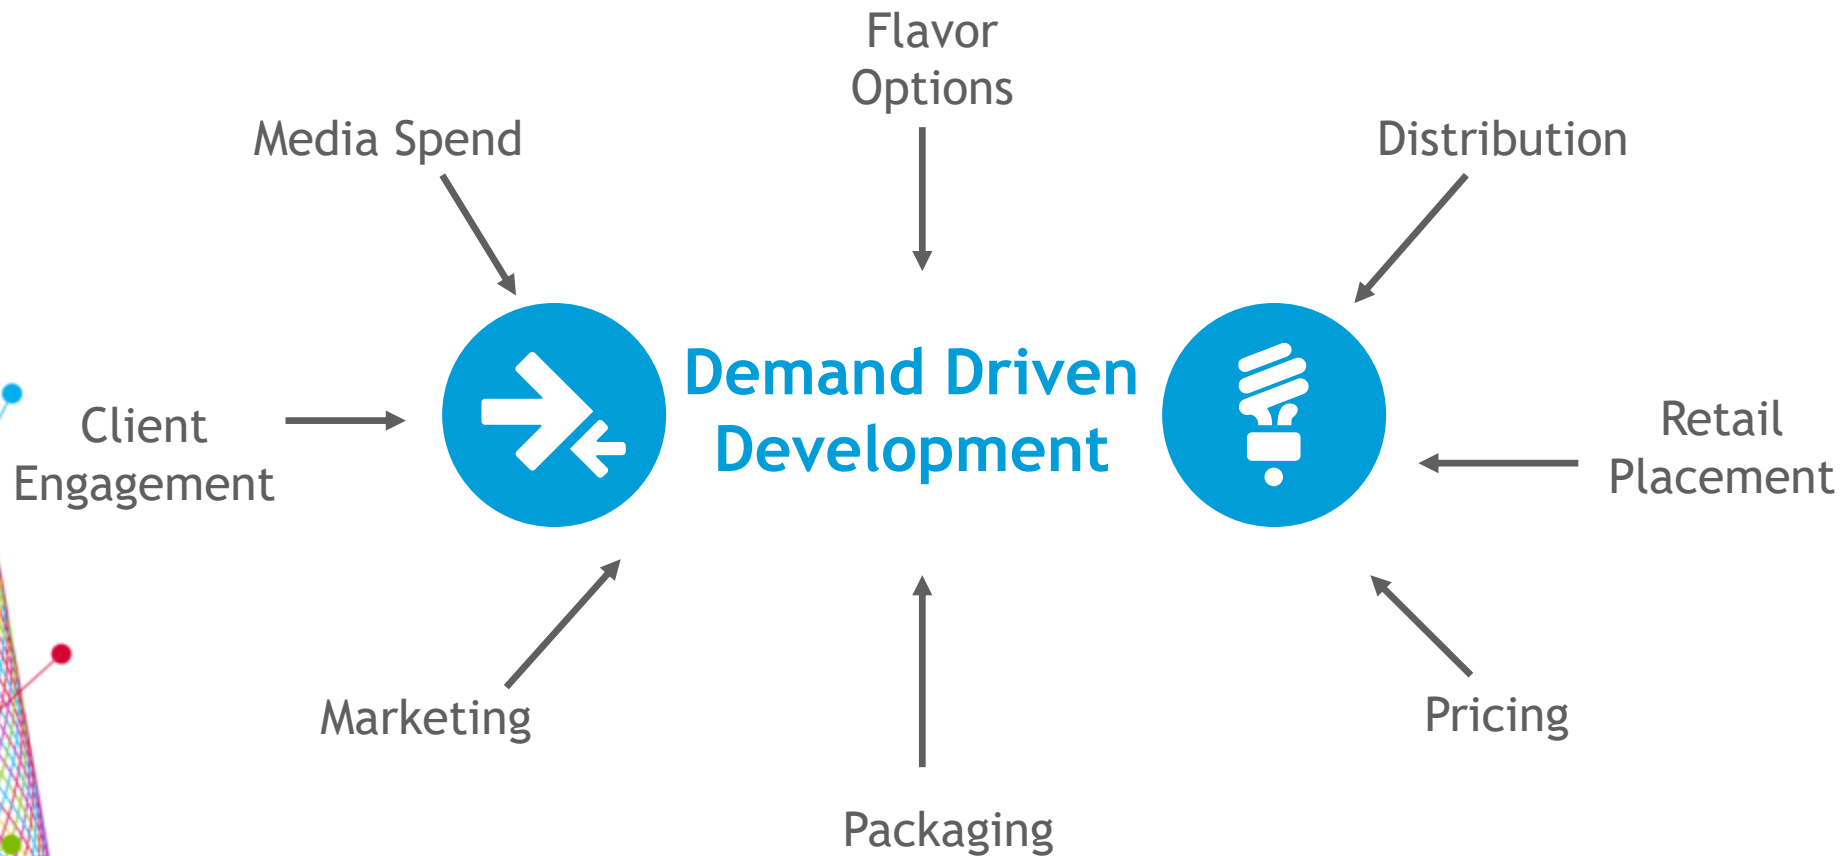 Flavor
Options
Media Spend
Distribution
Demand Driven
Development
Client
Engagement
Retail
Placement
Marketing
Pricing
Packaging